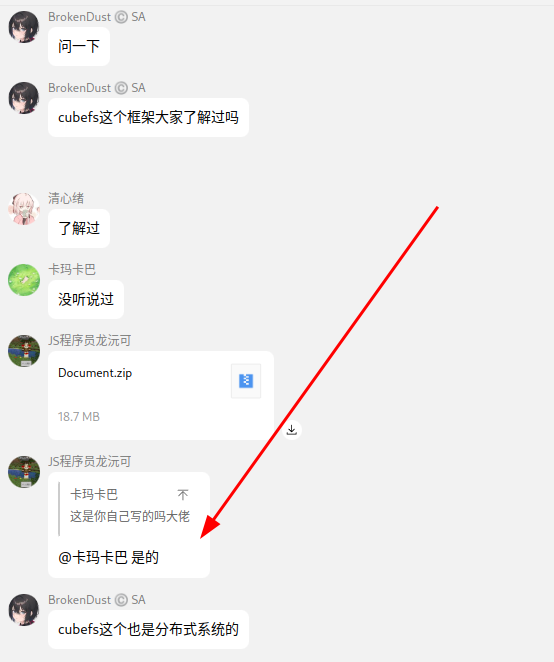 BrokenDust © SA
问一下
BrokenDust © SA
cubefs这个框架大家了解过吗
清心绪
了解过
卡玛卡巴
没听说过
JS程序员龙沅可
Document.zip
18.7 MB
JS程序员龙沅可
卡玛卡巴 不
这是你自己写的吗大佬
@卡玛卡巴 是的
BrokenDust © SA
cubefs这个也是分布式系统的